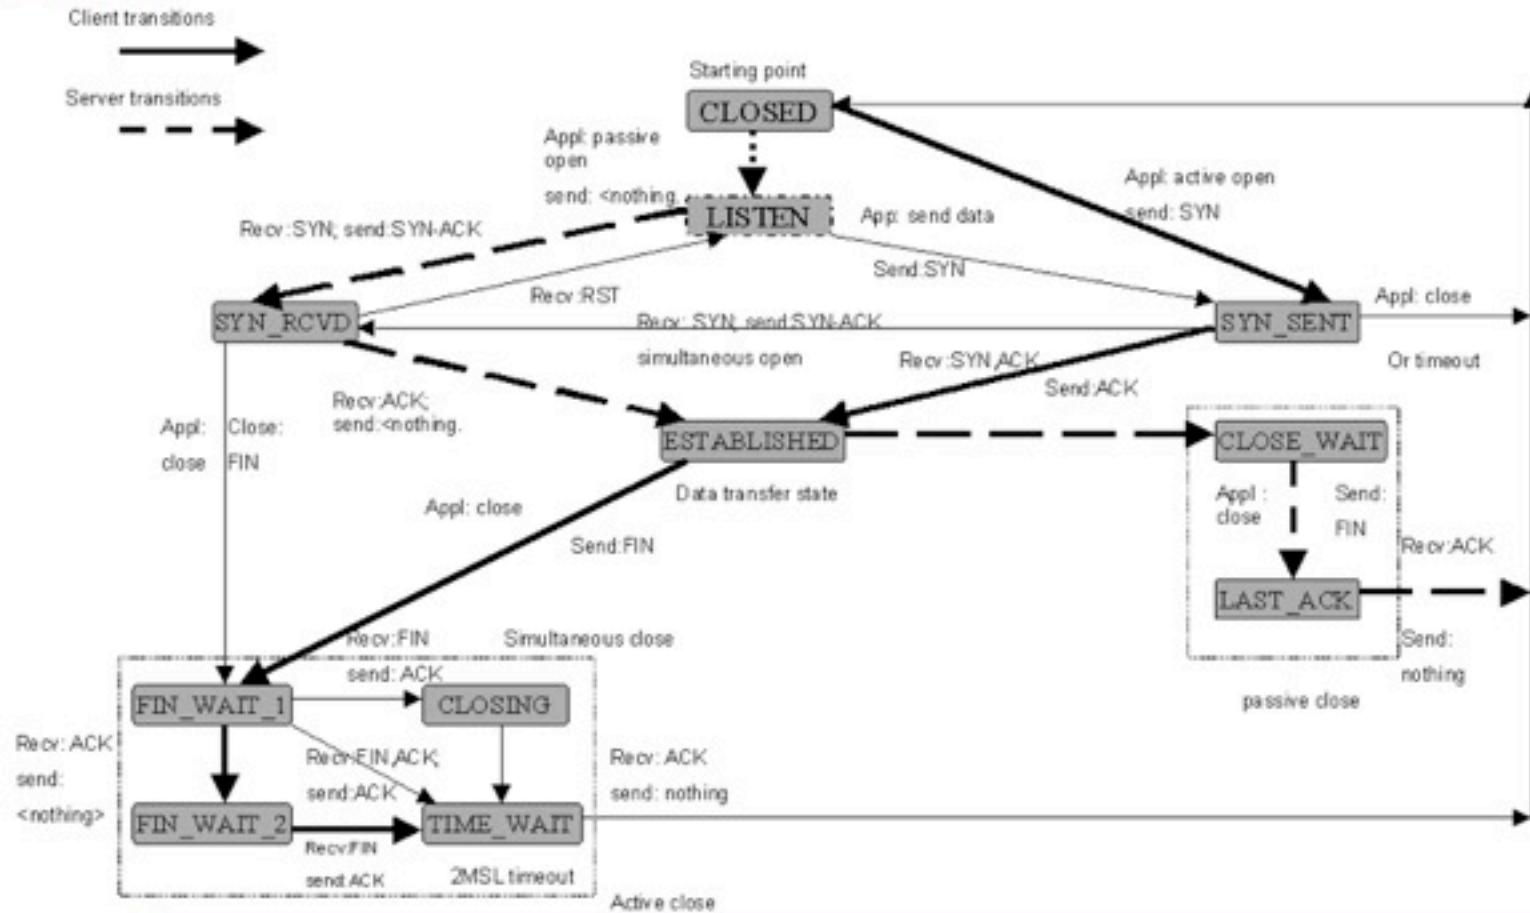 Client transitions
Server transitions
Starting point
CLOSED
Appl: passive
open
send: <nothing.
Appl: active open
send: SYN
LISTEN
App: send data
Recv:SYN; send:SYN-ACK
Send:SYN
Recv:RST
Appl: close
SYN_RCVD
Recv: SYN; send:SYN-ACK
SYN_SENT
simultaneous open
Recv:SYN,ACK
Or timeout
Send:ACK
Recv:ACK;
send:<nothing.
Appl: Close:
close FIN
ESTABLISHED
CLOSE_WAIT
Data transfer state
Appl :
close
Send:
FIN
Appl: close
Send:FIN
Recv:ACK
LAST_ACK
Send:
nothing
passive close
Recv:FIN
send: ACK
Simultaneous close
FIN_WAIT_1
CLOSING
Recv: ACK
send:
<nothing>
Recv:FIN,ACK;
send:ACK
Recv: ACK
send: nothing
FIN_WAIT_2
TIME_WAIT
Recv:FIN
send:ACK
2MSL timeout
Active close